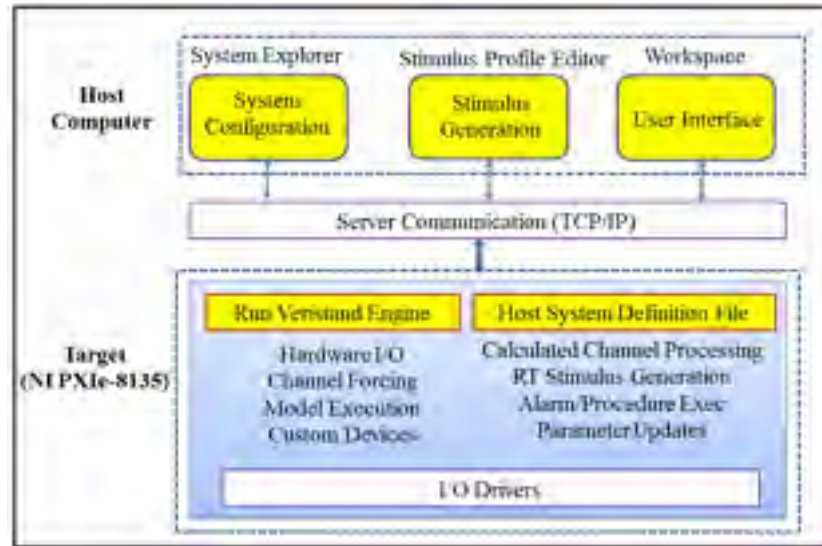 System Explorer
Stimulus Profile Editor
Workspace
Host
Computer
System
Configuration
Stimulus
Generation
User Interface
Server Communication (TCP/IP)
Target
(NI PXIe-8135)
Run Veristand Engine
Host System Definition File
Hardware I/O
Channel Forcing
Model Execution
Custom Devices
Calculated Channel Processing
RT Stimulus Generation
Alarm/Procedure Exec
Parameter Updates
I/O Drivers